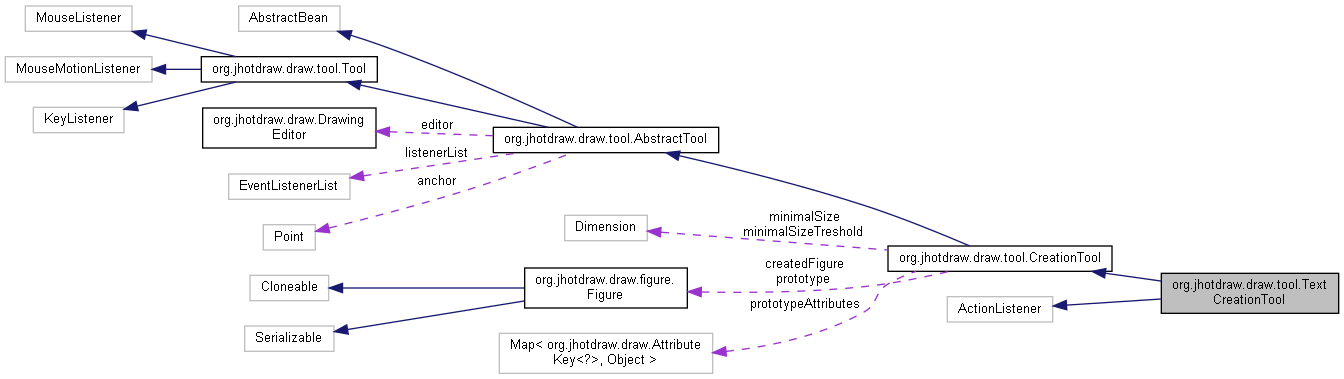 MouseListener
AbstractBean
MouseMotionListener
org.jhotdraw.draw.tool.Tool
KeyListener
org.jhotdraw.draw.Drawing
Editor
editor
org.jhotdraw.draw.tool.AbstractTool
listenerList
EventListenerList
anchor
Point
Dimension
minimalSize
minimalSizeTreshold
org.jhotdraw.draw.tool.CreationTool
createdFigure
prototype
Cloneable
org.jhotdraw.draw.figure.
Figure
org.jhotdraw.draw.tool.Text
CreationTool
prototypeAttributes
ActionListener
Serializable
Map< org.jhotdraw.draw.Attribute
Key<?>, Object >